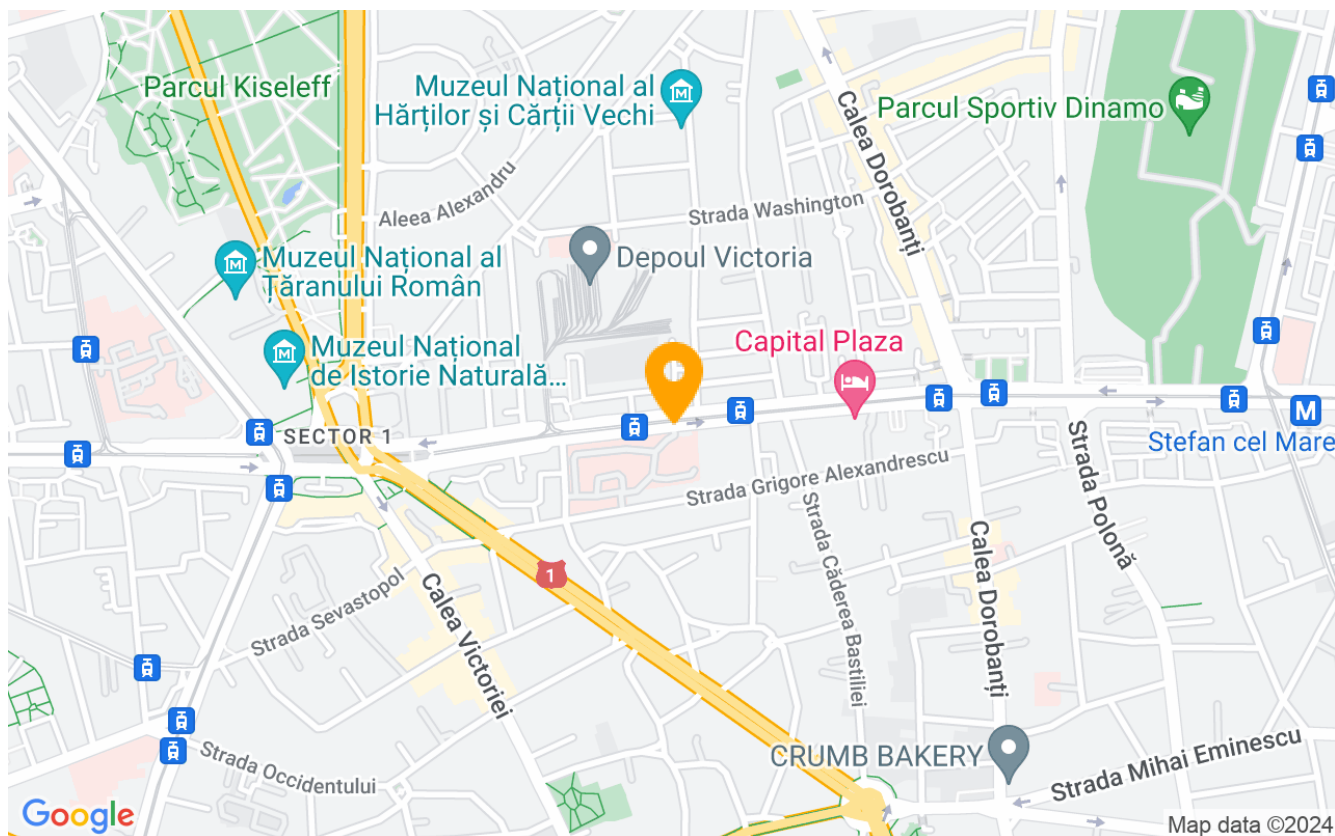 Parcul Kiseleff
Muzeul Național al
Hărților și Cărții Vechi
Parcul Sportiv Dinamo
Calea Dorobanți
Aleea Alexandru
Strada Washington
Muzeul Național al
Țăranului Român
Depoul Victoria
Muzeul Național
de Istorie Naturală...
Capital Plaza
SECTOR 1
M
Stefan cel Mare
Strada Grigore Alexandrescu
Strada Polonă
Strada Căderea Bastiliei
Calea Dorobanți
1
Strada Sevastopol
Calea Victoriei
CRUMB BAKERY
Strada Mihai Eminescu
Strada Occidentului
Google
Map data ©2024